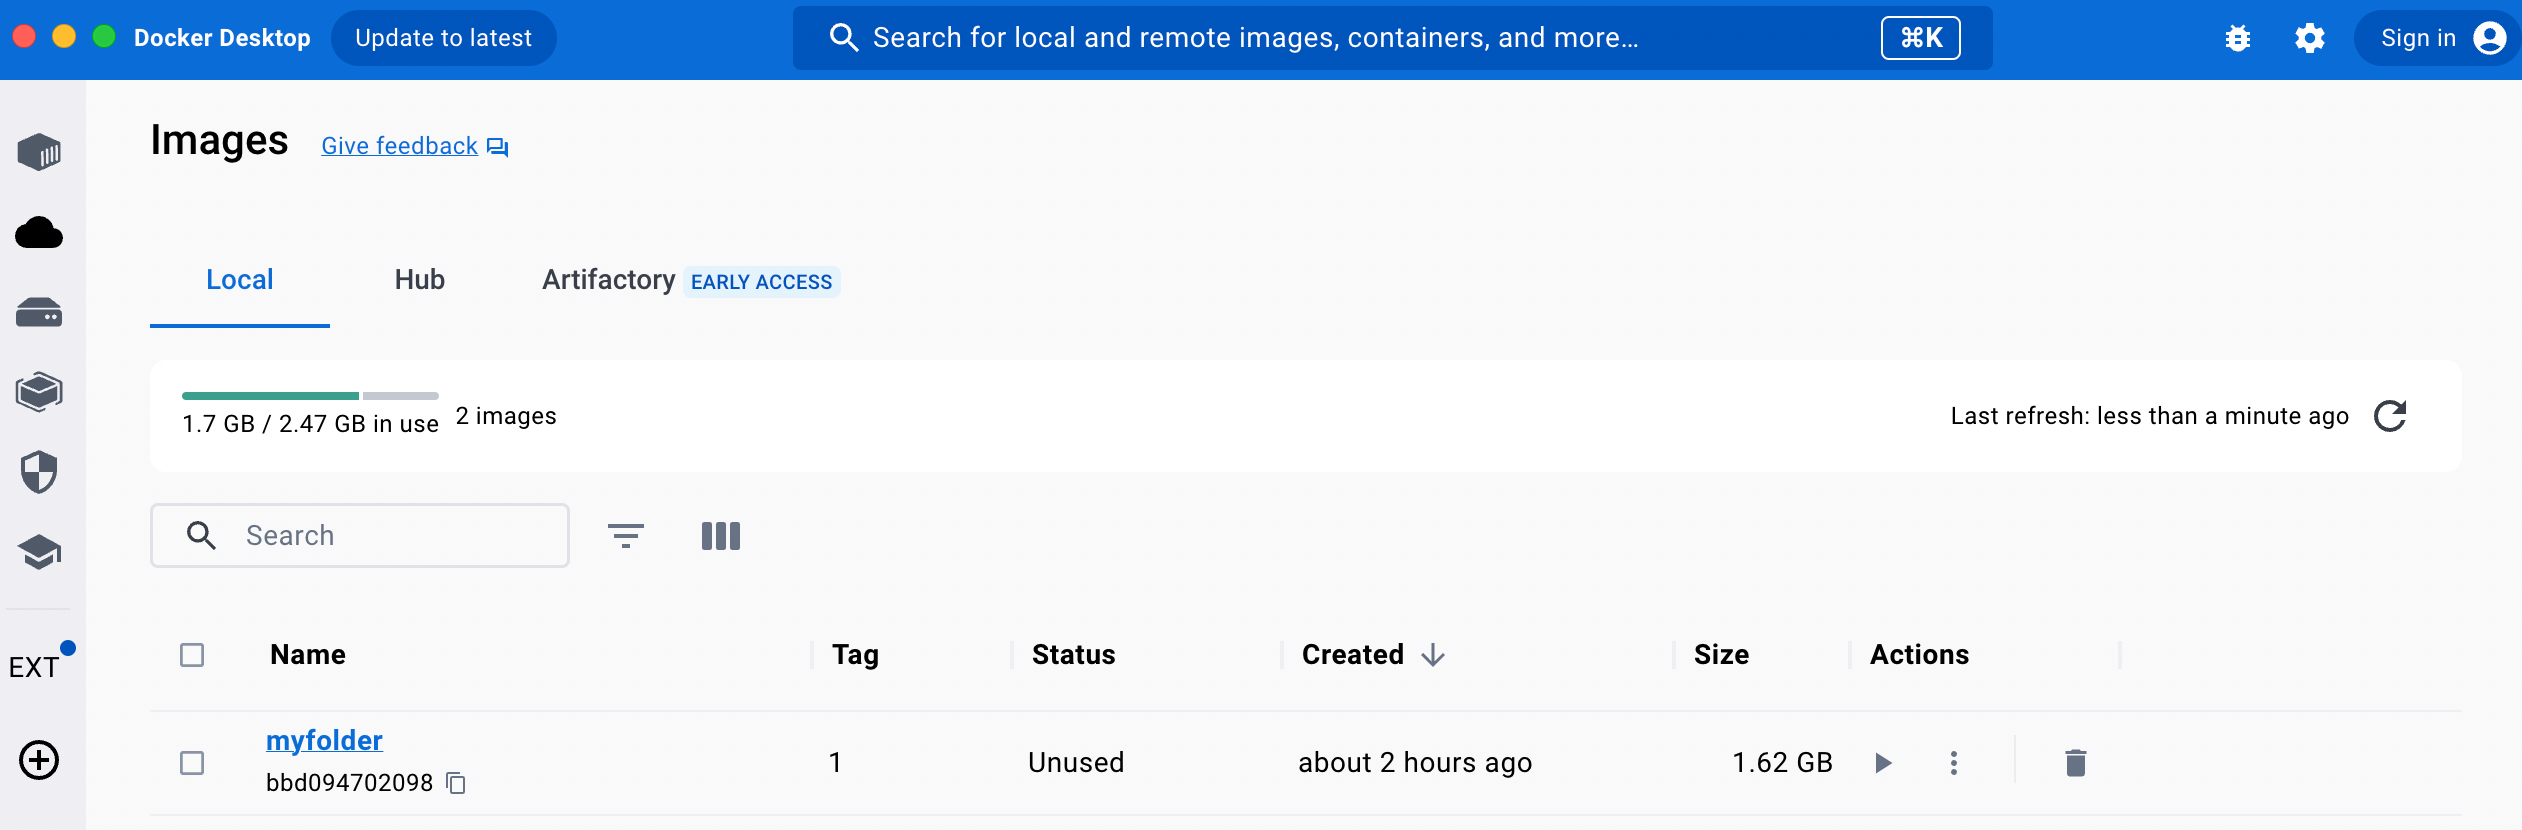 Docker Desktop Update to latest Search for local and remote images, containers, and more... ⌘K Sign in
Images Give feedback
Local Hub Artifactory EARLY ACCESS
1.7 GB / 2.47 GB in use 2 images Last refresh: less than a minute ago
Search
Name Tag Status Created Size Actions
EXT
myfolder
1 Unused about 2 hours ago 1.62 GB
bbd094702098